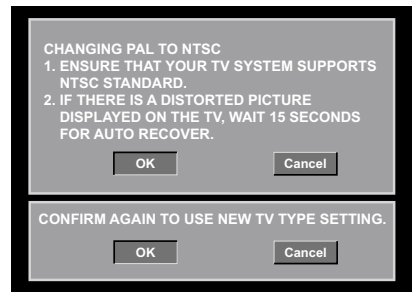 CHANGING PAL TO NTSC
1. ENSURE THAT YOUR TV SYSTEM SUPPORTS
NTSC STANDARD.
2. IF THERE IS A DISTORTED PICTURE
DISPLAYED ON THE TV, WAIT 15 SECONDS
FOR AUTO RECOVER.
OK Cancel
CONFIRM AGAIN TO USE NEW TV TYPE SETTING.
OK Cancel